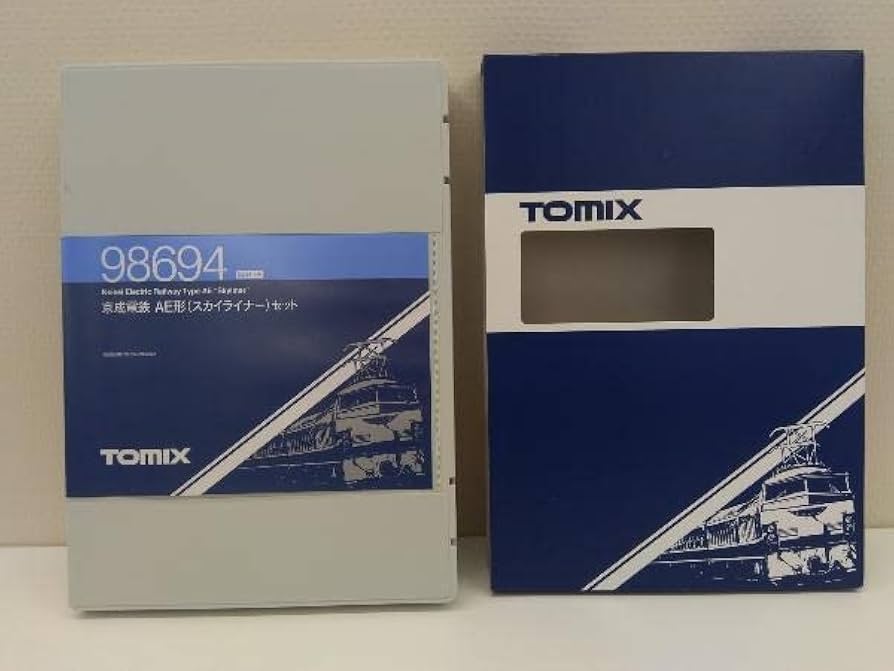 98694
Keisei Electric Railway Type AE "Skyliner"
京成電鉄 AE形(スカイライナー)セット
TOMIX
TOMIX